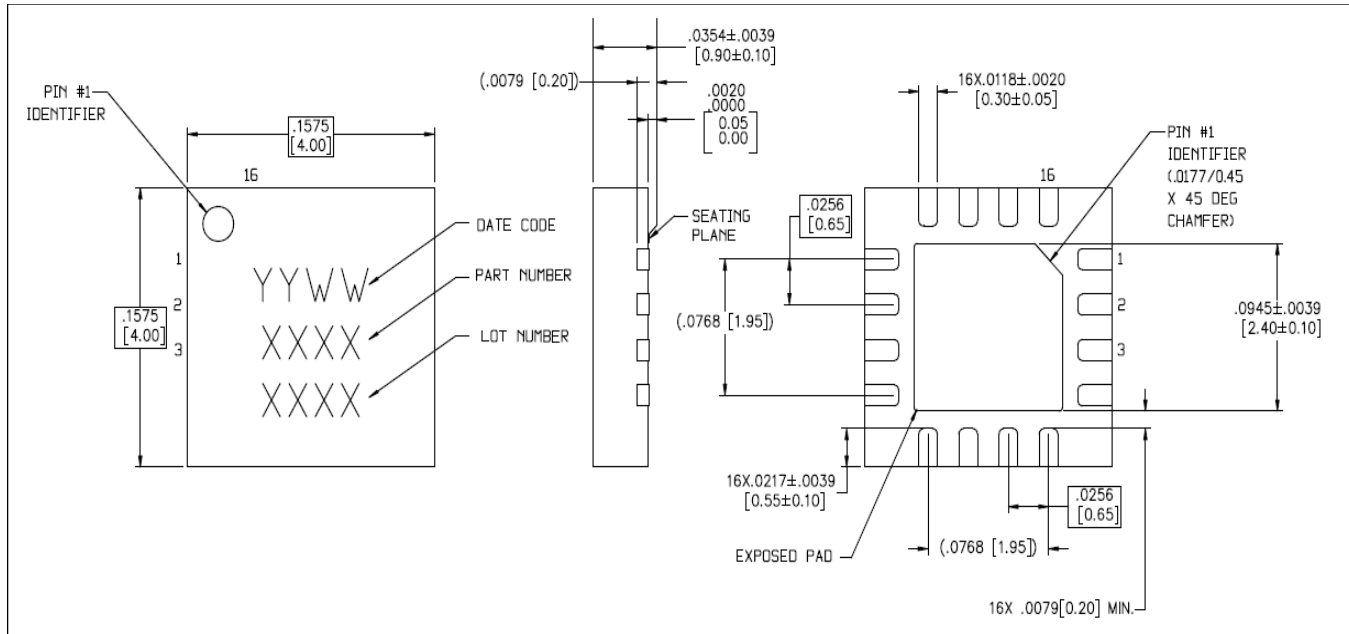 PIN #1
IDENTIFIER
.1575
[4.00]
16
1
2
3
.1575
[4.00]
YYWW
XXXX
XXXX
DATE CODE
PART NUMBER
LOT NUMBER
.0354±.0039
[0.90±0.10]
(.0079 [0.20])
.0020
.0000
[0.05
0.00]
SEATING
PLANE
16X.0118±.0020
[0.30±0.05]
PIN #1
IDENTIFIER
(.0177/0.45
X 45 DEG
CHAMFER)
16
.0256
[0.65]
(.0768 [1.95])
1
2
3
.0945±.0039
[2.40±0.10]
16X.0217±.0039
[0.55±0.10]
.0256
[0.65]
(.0768 [1.95])
EXPOSED PAD
16X .0079[0.20] MIN.